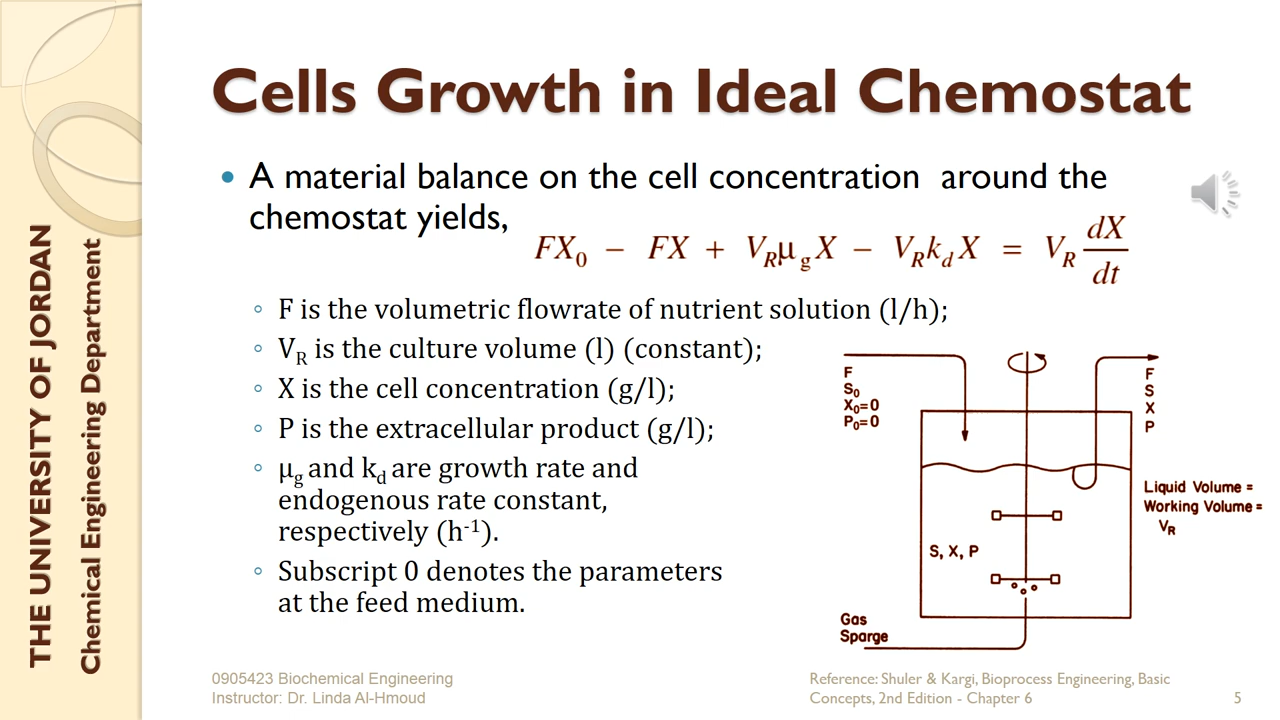 THE UNIVERSITY OF JORDAN
Chemical Engineering Department
Cells Growth in Ideal Chemostat
• A material balance on the cell concentration around the
chemostat yields,
FX₀ − FX + V_Rμ_gX − V_Rk_dX = V_R dX/dt
◦ F is the volumetric flowrate of nutrient solution (l/h);
◦ V_R is the culture volume (l) (constant);
◦ X is the cell concentration (g/l);
◦ P is the extracellular product (g/l);
◦ μ_g and k_d are growth rate and
endogenous rate constant,
respectively (h⁻¹).
◦ Subscript 0 denotes the parameters
at the feed medium.
F
S₀
X₀=0
P₀=0
F
S
X
P
Liquid Volume =
Working Volume =
V_R
S, X, P
Gas
Sparge
0905423 Biochemical Engineering
Instructor: Dr. Linda Al-Hmoud
Reference: Shuler & Kargi, Bioprocess Engineering, Basic
Concepts, 2nd Edition - Chapter 6
5